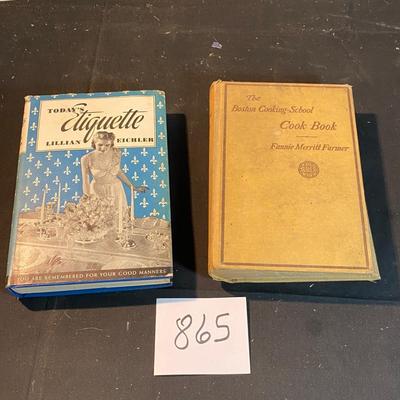 TODAY'S
Etiquette
LILLIAN EICHLER
YOU ARE REMEMBERED FOR YOUR GOOD MANNERS
The
Boston Cooking-School
Cook Book
Fannie Merritt Farmer
865